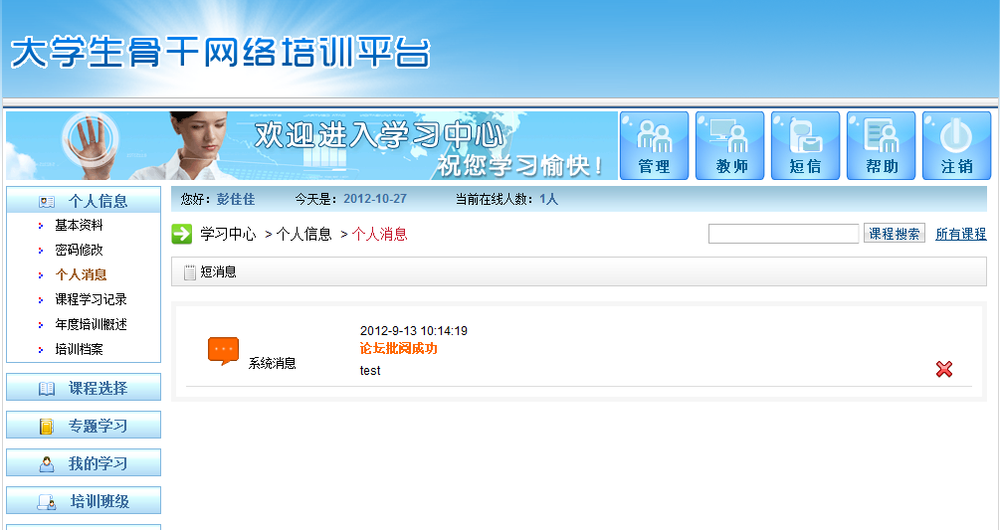 大学生骨干网络培训平台
欢迎进入学习中心
祝您学习愉快！
管理 教师 短信 帮助 注销
个人信息
基本资料
密码修改
个人消息
课程学习记录
年度培训概述
培训档案
课程选择
专题学习
我的学习
培训班级
您好：彭佳佳 今天是：2012-10-27 当前在线人数：1人
学习中心 > 个人信息 > 个人消息
课程搜索 所有课程
短消息
2012-9-13 10:14:19
论坛批阅成功
系统消息
test